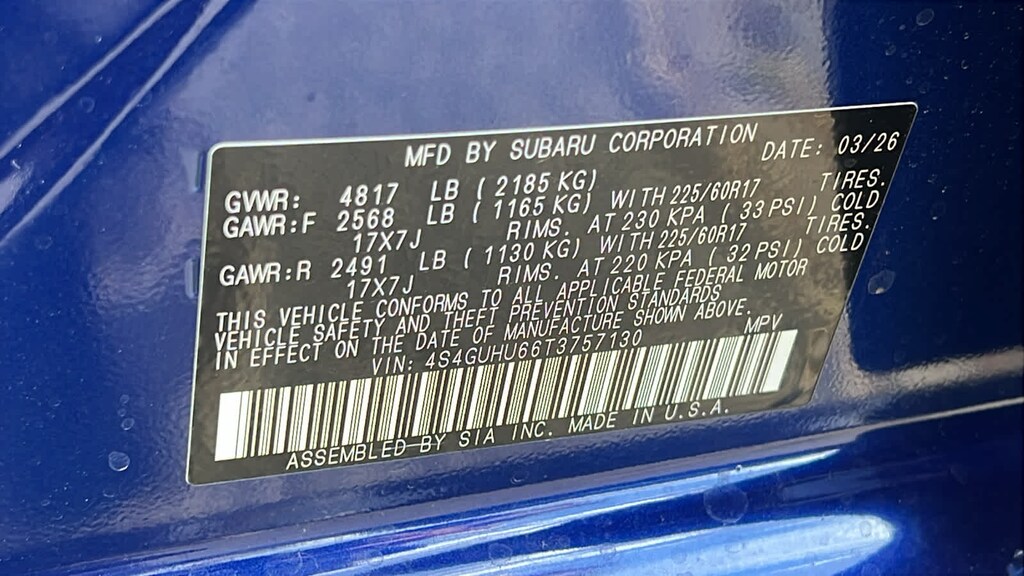 MFD BY SUBARU CORPORATION DATE: 03/26
GVWR: 4817 LB ( 2185 KG)
GAWR:F 2568 LB ( 1165 KG) WITH 225/60R17 TIRES.
17X7J RIMS. AT 230 KPA ( 33 PSI) COLD
GAWR:R 2491 LB ( 1130 KG) WITH 225/60R17 TIRES.
17X7J RIMS. AT 220 KPA ( 32 PSI) COLD
THIS VEHICLE CONFORMS TO ALL APPLICABLE FEDERAL MOTOR
VEHICLE SAFETY AND THEFT PREVENTION STANDARDS
IN EFFECT ON THE DATE OF MANUFACTURE SHOWN ABOVE.
VIN: 4S4GUHU66T3757130 MPV
ASSEMBLED BY SIA INC. MADE IN U.S.A.